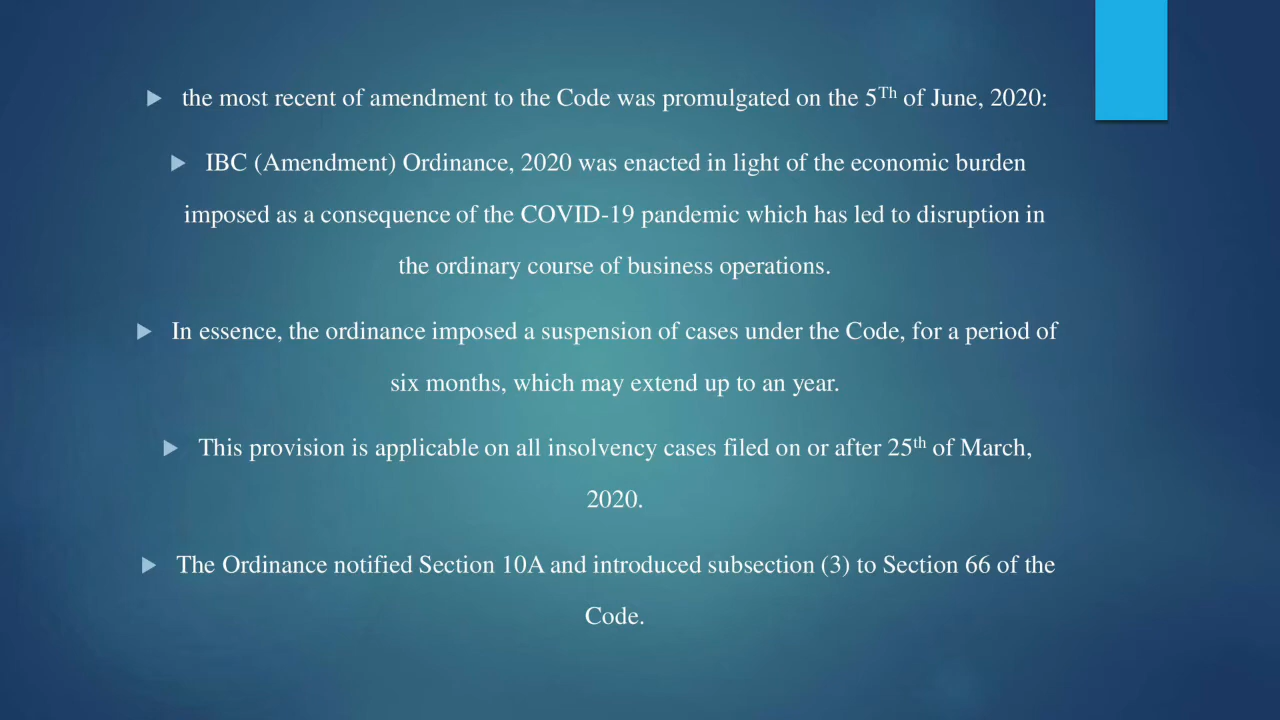 the most recent of amendment to the Code was promulgated on the 5Th of June, 2020:
IBC (Amendment) Ordinance, 2020 was enacted in light of the economic burden
imposed as a consequence of the COVID-19 pandemic which has led to disruption in
the ordinary course of business operations.
In essence, the ordinance imposed a suspension of cases under the Code, for a period of
six months, which may extend up to an year.
This provision is applicable on all insolvency cases filed on or after 25th of March,
2020.
The Ordinance notified Section 10A and introduced subsection (3) to Section 66 of the
Code.